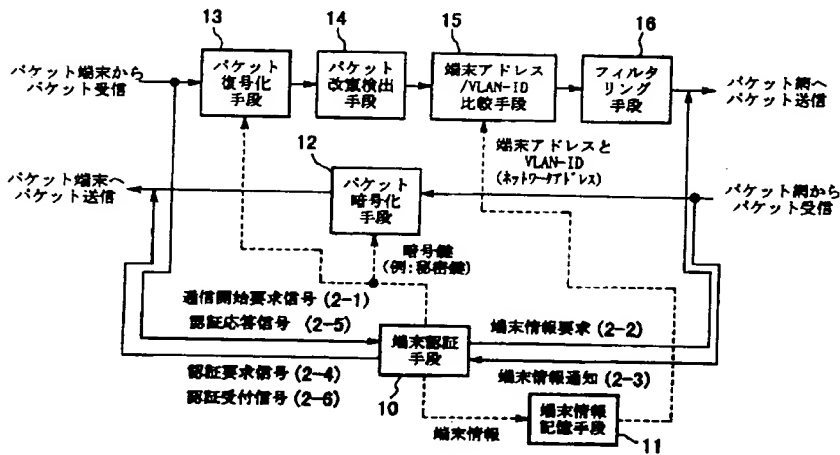 13
14
15
16
パケット端末から
パケット受信
パケット
復号化
手段
パケット
改竄検出
手段
端末アドレス
/VLAN-ID
比較手段
フィルタ
リング
手段
パケット網へ
パケット送信
12
端末アドレスと
VLAN-ID
(ネットワークアドレス)
パケット端末へ
パケット送信
パケット
暗号化
手段
パケット網から
パケット受信
暗号鍵
(例:秘密鍵)
通信開始要求信号 (2-1)
認証応答信号 (2-5)
端末認証
手段
端末情報要求 (2-2)
認証要求信号 (2-4)
認証受付信号 (2-6)
10
端末情報通知 (2-3)
端末情報
端末情報
記憶手段
11